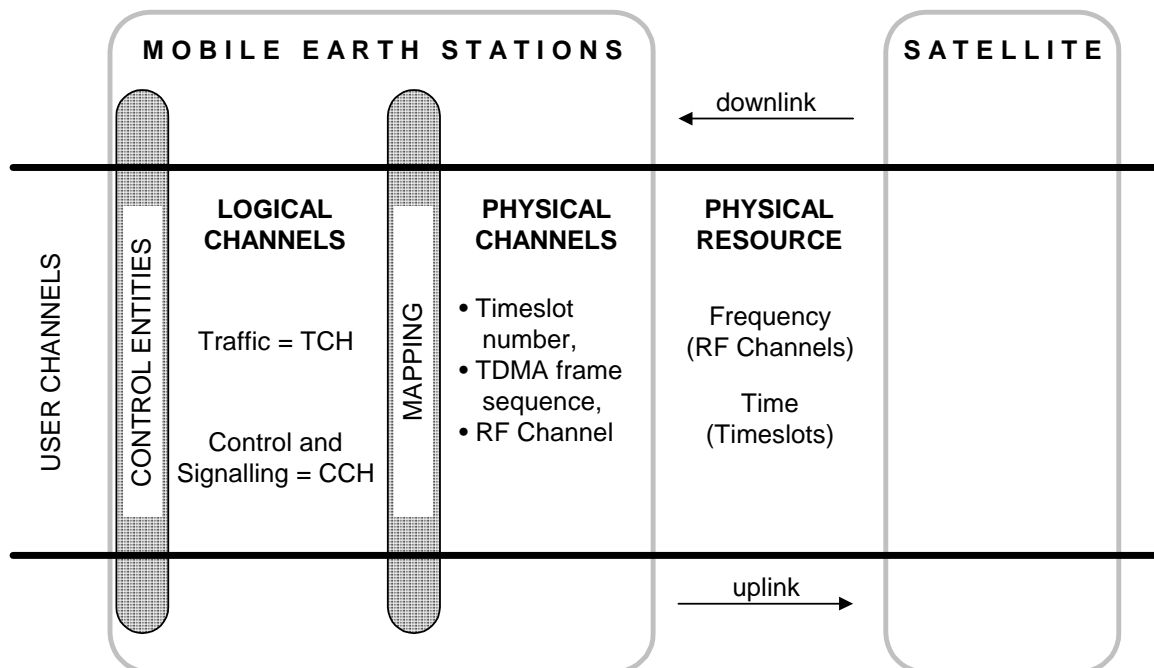 MOBILE EARTH STATIONS
SATELLITE
downlink
USER CHANNELS
CONTROL ENTITIES
LOGICAL
CHANNELS
Traffic = TCH
Control and
Signalling = CCH
MAPPING
PHYSICAL
CHANNELS
• Timeslot
number,
• TDMA frame
sequence,
• RF Channel
PHYSICAL
RESOURCE
Frequency
(RF Channels)
Time
(Timeslots)
uplink